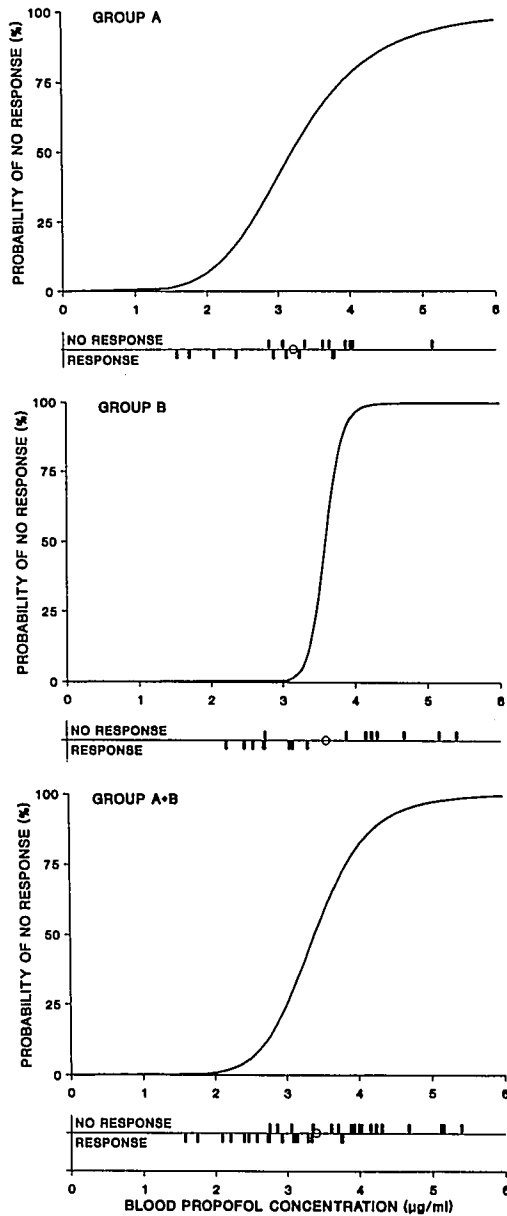 GROUP A
PROBABILITY OF NO RESPONSE (%)
100
75
50
25
0
0 1 2 3 4 5 6
NO RESPONSE
RESPONSE
GROUP B
PROBABILITY OF NO RESPONSE (%)
100
75
50
25
0
0 1 2 3 4 5 6
NO RESPONSE
RESPONSE
GROUP A+B
PROBABILITY OF NO RESPONSE (%)
100
75
50
25
0
0 1 2 3 4 5 6
NO RESPONSE
RESPONSE
0 1 2 3 4 5 6
BLOOD PROPOFOL CONCENTRATION (µg/ml)